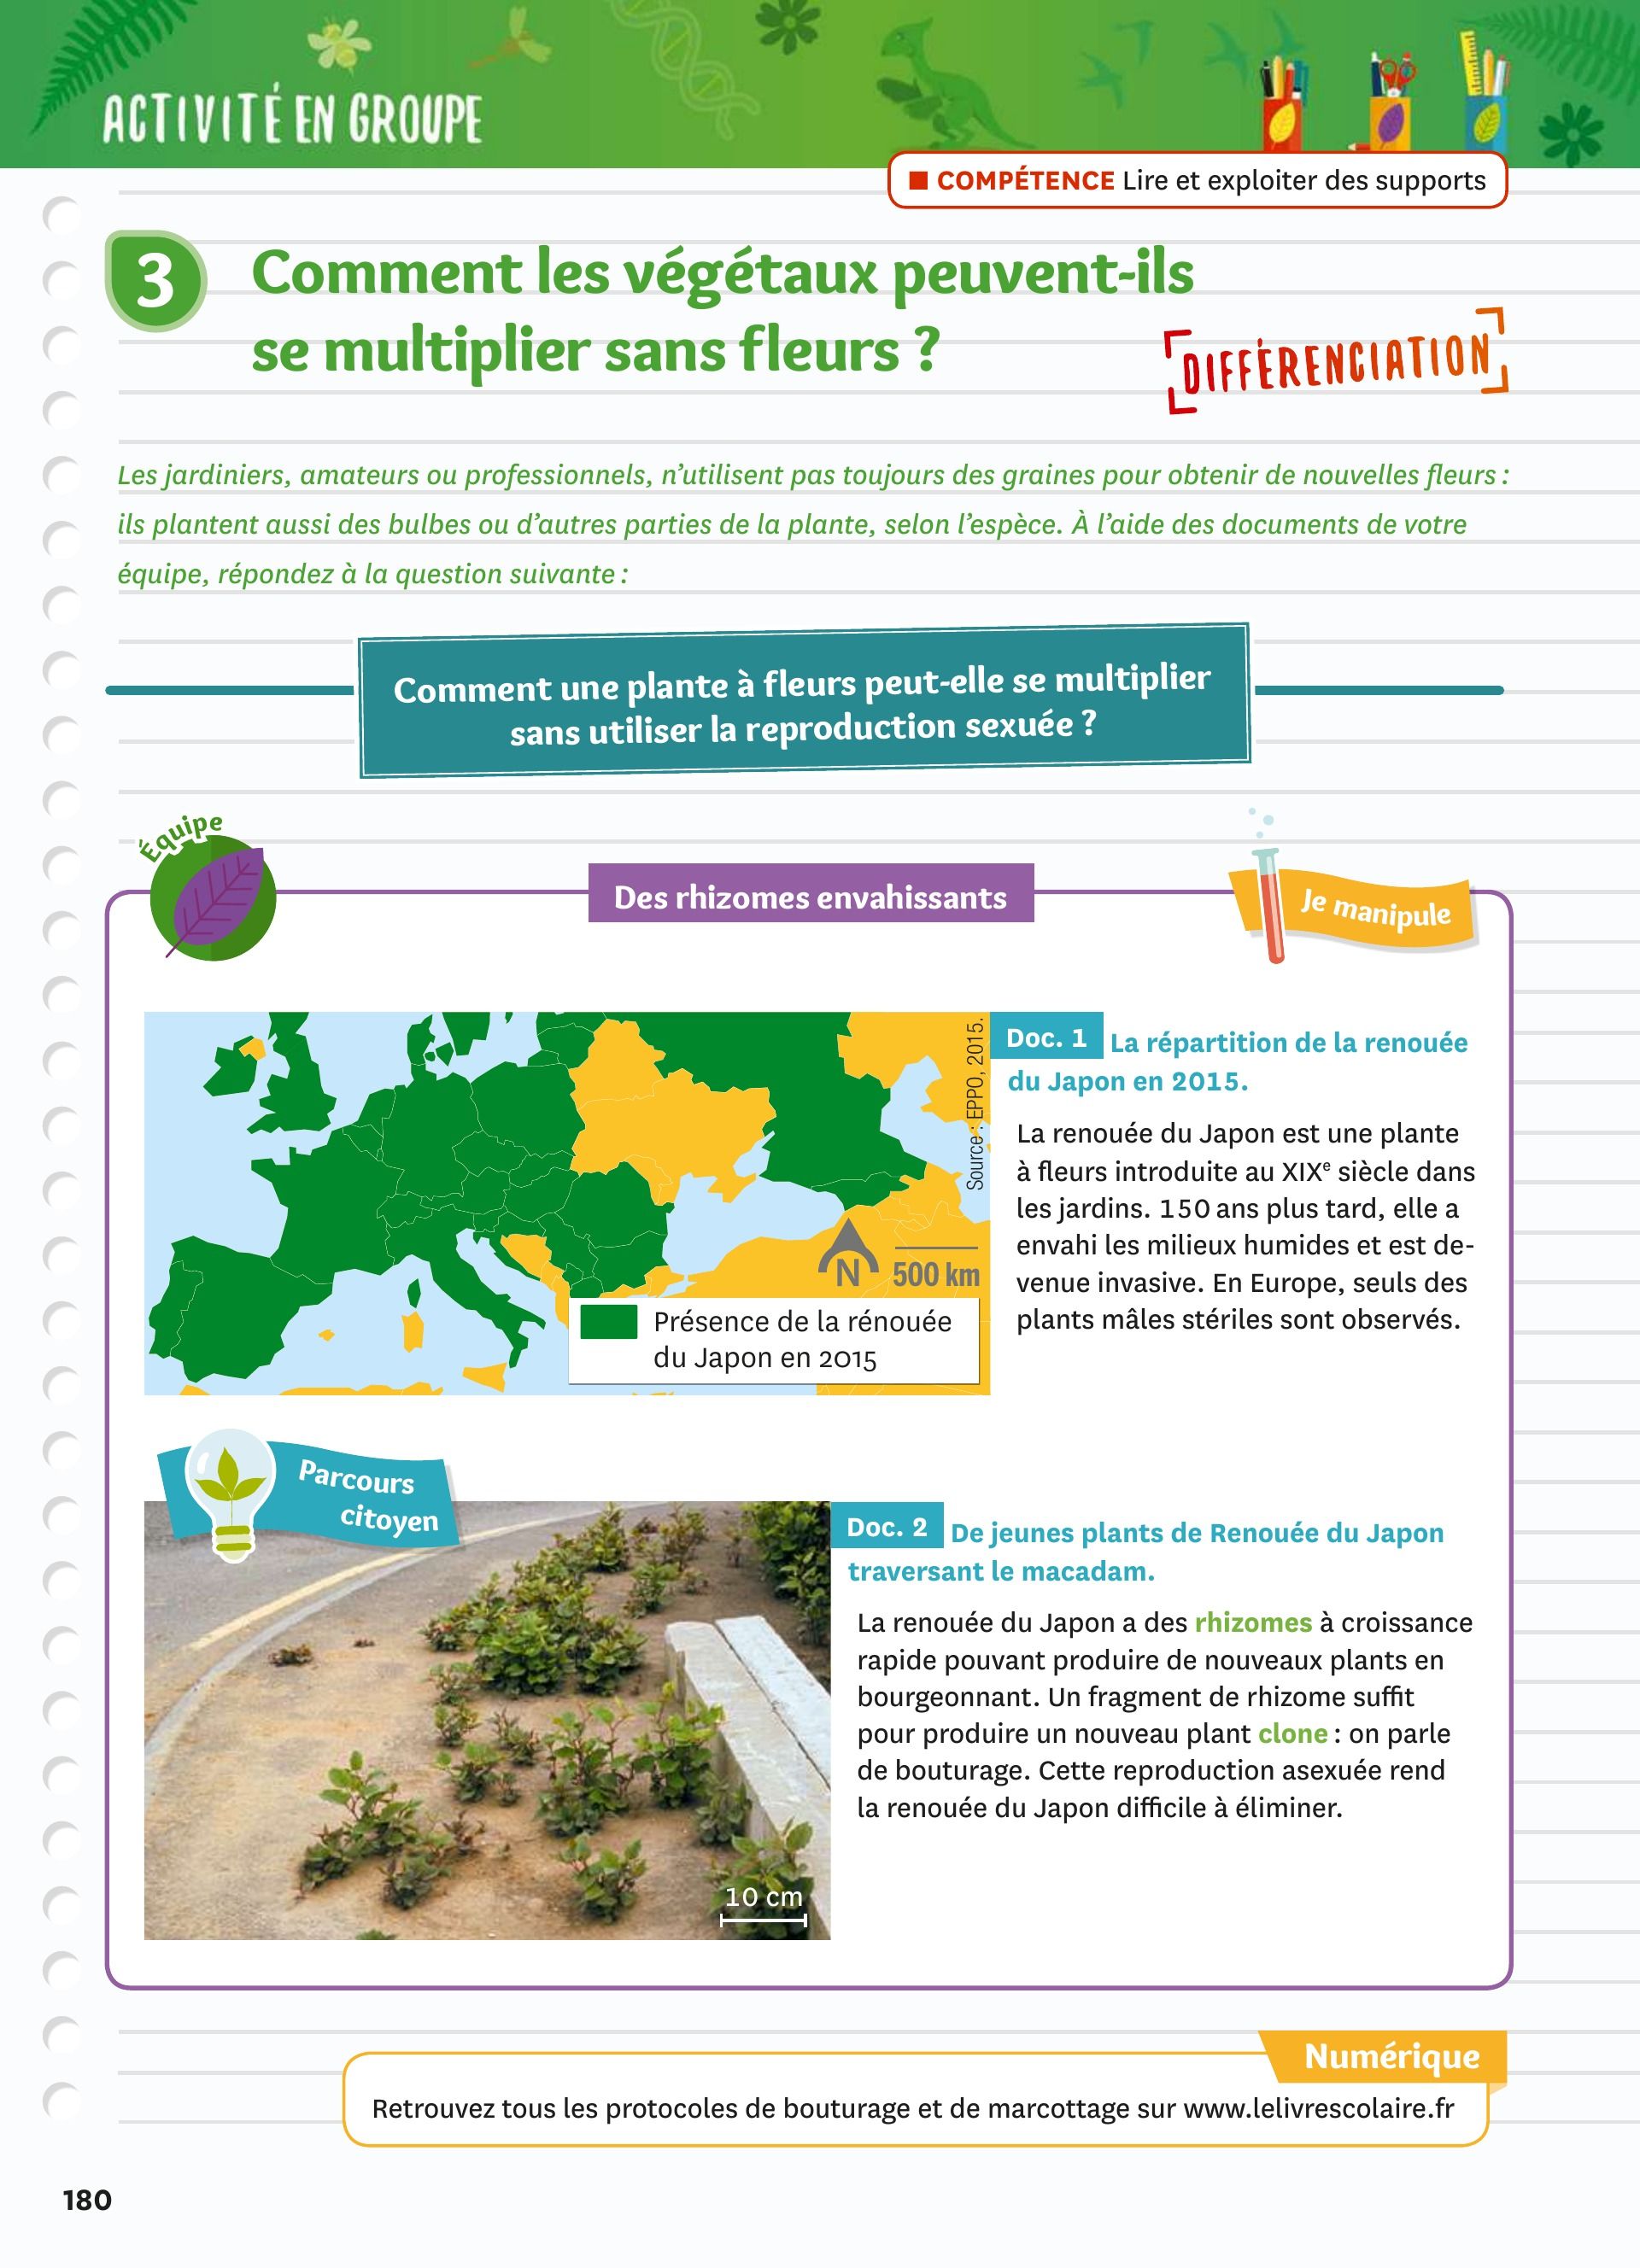 ACTIVITÉ EN GROUPE
■ COMPÉTENCE Lire et exploiter des supports
3
Comment les végétaux peuvent-ils
se multiplier sans fleurs ?
DIFFÉRENCIATION
Les jardiniers, amateurs ou professionnels, n’utilisent pas toujours des graines pour obtenir de nouvelles fleurs :
ils plantent aussi des bulbes ou d’autres parties de la plante, selon l’espèce. À l’aide des documents de votre
équipe, répondez à la question suivante :
Comment une plante à fleurs peut-elle se multiplier
sans utiliser la reproduction sexuée ?
Équipe
Des rhizomes envahissants
Je manipule
Source : EPPO, 2015.
N
500 km
Présence de la rénouée
du Japon en 2015
Doc. 1 La répartition de la renouée
du Japon en 2015.
La renouée du Japon est une plante
à fleurs introduite au XIXe siècle dans
les jardins. 150 ans plus tard, elle a
envahi les milieux humides et est de-
venue invasive. En Europe, seuls des
plants mâles stériles sont observés.
Parcours
citoyen
10 cm
Doc. 2 De jeunes plants de Renouée du Japon
traversant le macadam.
La renouée du Japon a des rhizomes à croissance
rapide pouvant produire de nouveaux plants en
bourgeonnant. Un fragment de rhizome suffit
pour produire un nouveau plant clone : on parle
de bouturage. Cette reproduction asexuée rend
la renouée du Japon difficile à éliminer.
Numérique
Retrouvez tous les protocoles de bouturage et de marcottage sur www.lelivrescolaire.fr
180